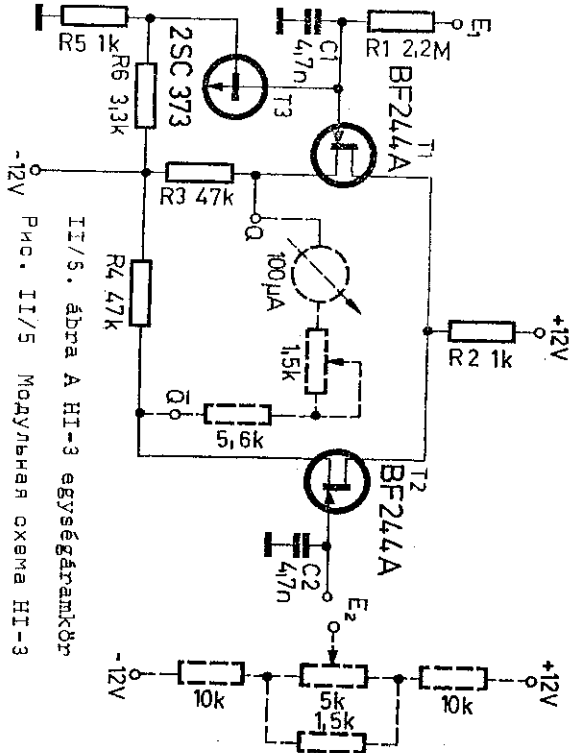 E₁
R1 2,2M
4,7n
C1
BF244A
T1
T3
2SC 373
R5 1k
R6 3,3k
R3 47k
-12V
R4 47k
Q
100µA
1,5k
5,6k
Q̄
+12V
R2 1k
T2
BF244A
C2
4,7n
E₂
+12V
10k
5k
1,5k
10k
-12V
II/5. ábra A HI-3 egységáramkör
Рис. II/5 Модульная схема HI-3